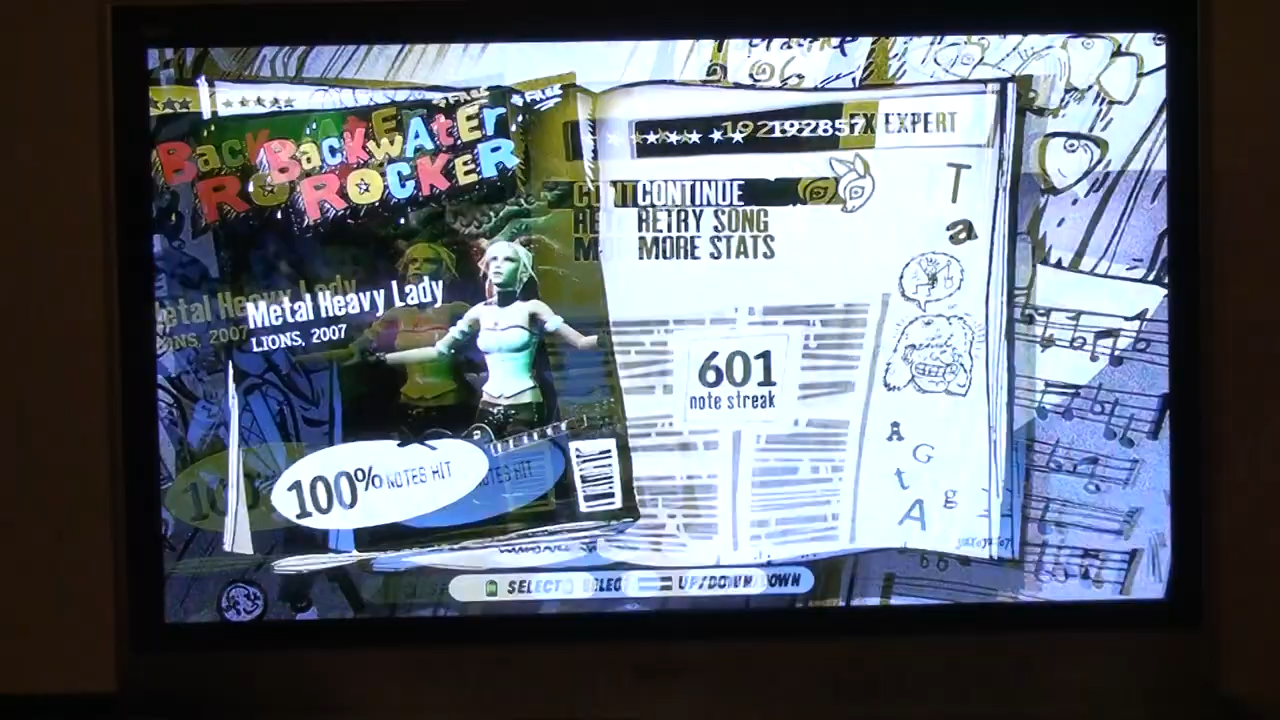 BackwAtEr
ROCKER
192857
EXPERT
CONTINUE
RETRY SONG
MORE STATS
T
a
Metal Heavy Lady
LIONS, 2007
601
note streak
100% NOTES HIT
A
G
t
g
A
SELECT
UP/DOWN